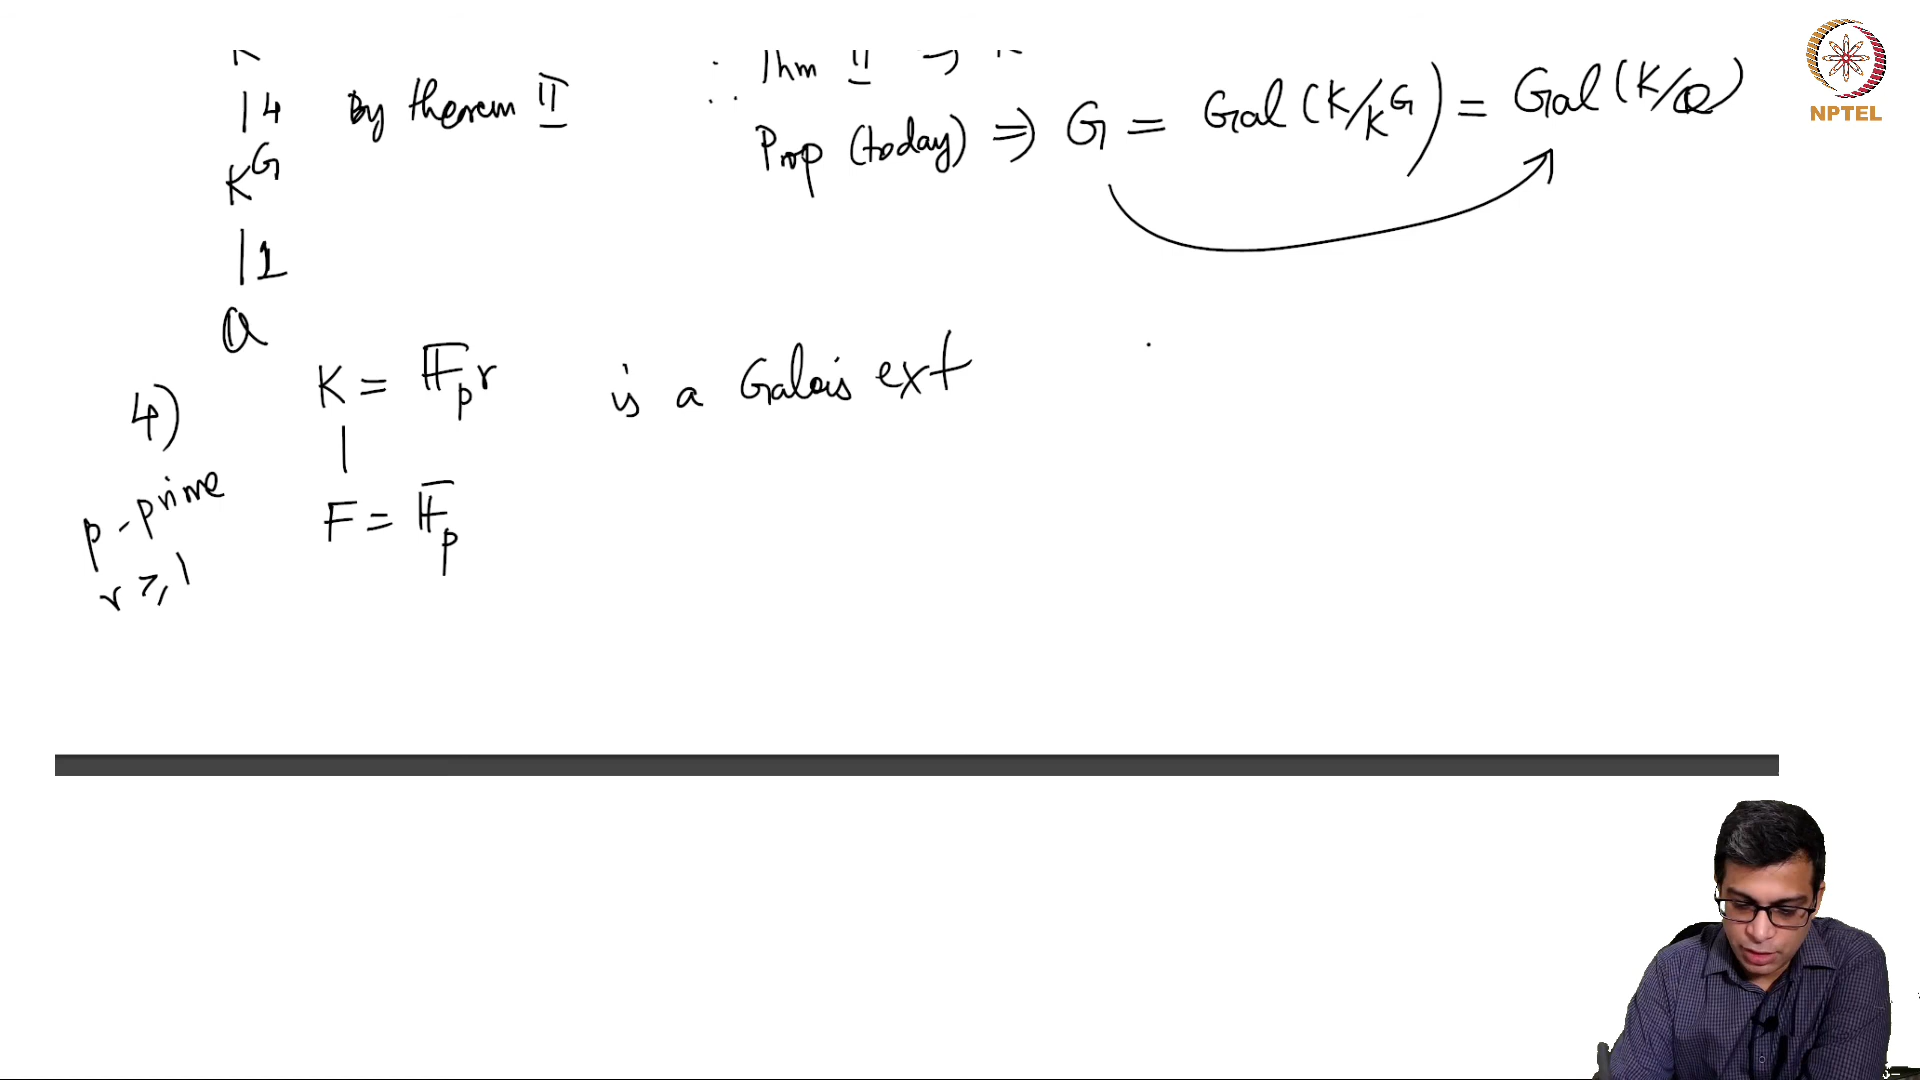 K
∴ Thm II ⇒ K
|4 By theorem II
Prop (today) ⇒ G = Gal(K/K^G) = Gal(K/Q)
K^G
|1
Q
4) K = F_p^r is a Galois ext
|
p-prime
F = F_p
r ≥ 1
NPTEL